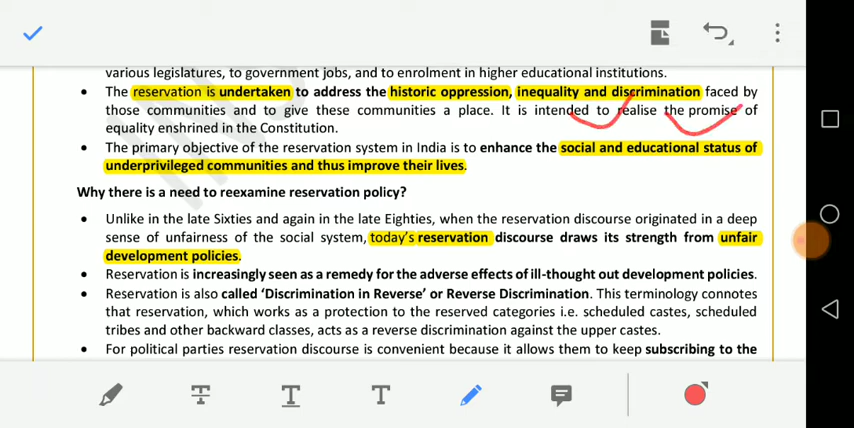 various legislatures, to government jobs, and to enrolment in higher educational institutions.
• The reservation is undertaken to address the historic oppression, inequality and discrimination faced by
those communities and to give these communities a place. It is intended to realise the promise of
equality enshrined in the Constitution.
• The primary objective of the reservation system in India is to enhance the social and educational status of
underprivileged communities and thus improve their lives.
Why there is a need to reexamine reservation policy?
• Unlike in the late Sixties and again in the late Eighties, when the reservation discourse originated in a deep
sense of unfairness of the social system, today's reservation discourse draws its strength from unfair
development policies.
• Reservation is increasingly seen as a remedy for the adverse effects of ill-thought out development policies.
• Reservation is also called 'Discrimination in Reverse' or Reverse Discrimination. This terminology connotes
that reservation, which works as a protection to the reserved categories i.e. scheduled castes, scheduled
tribes and other backward classes, acts as a reverse discrimination against the upper castes.
• For political parties reservation discourse is convenient because it allows them to keep subscribing to the